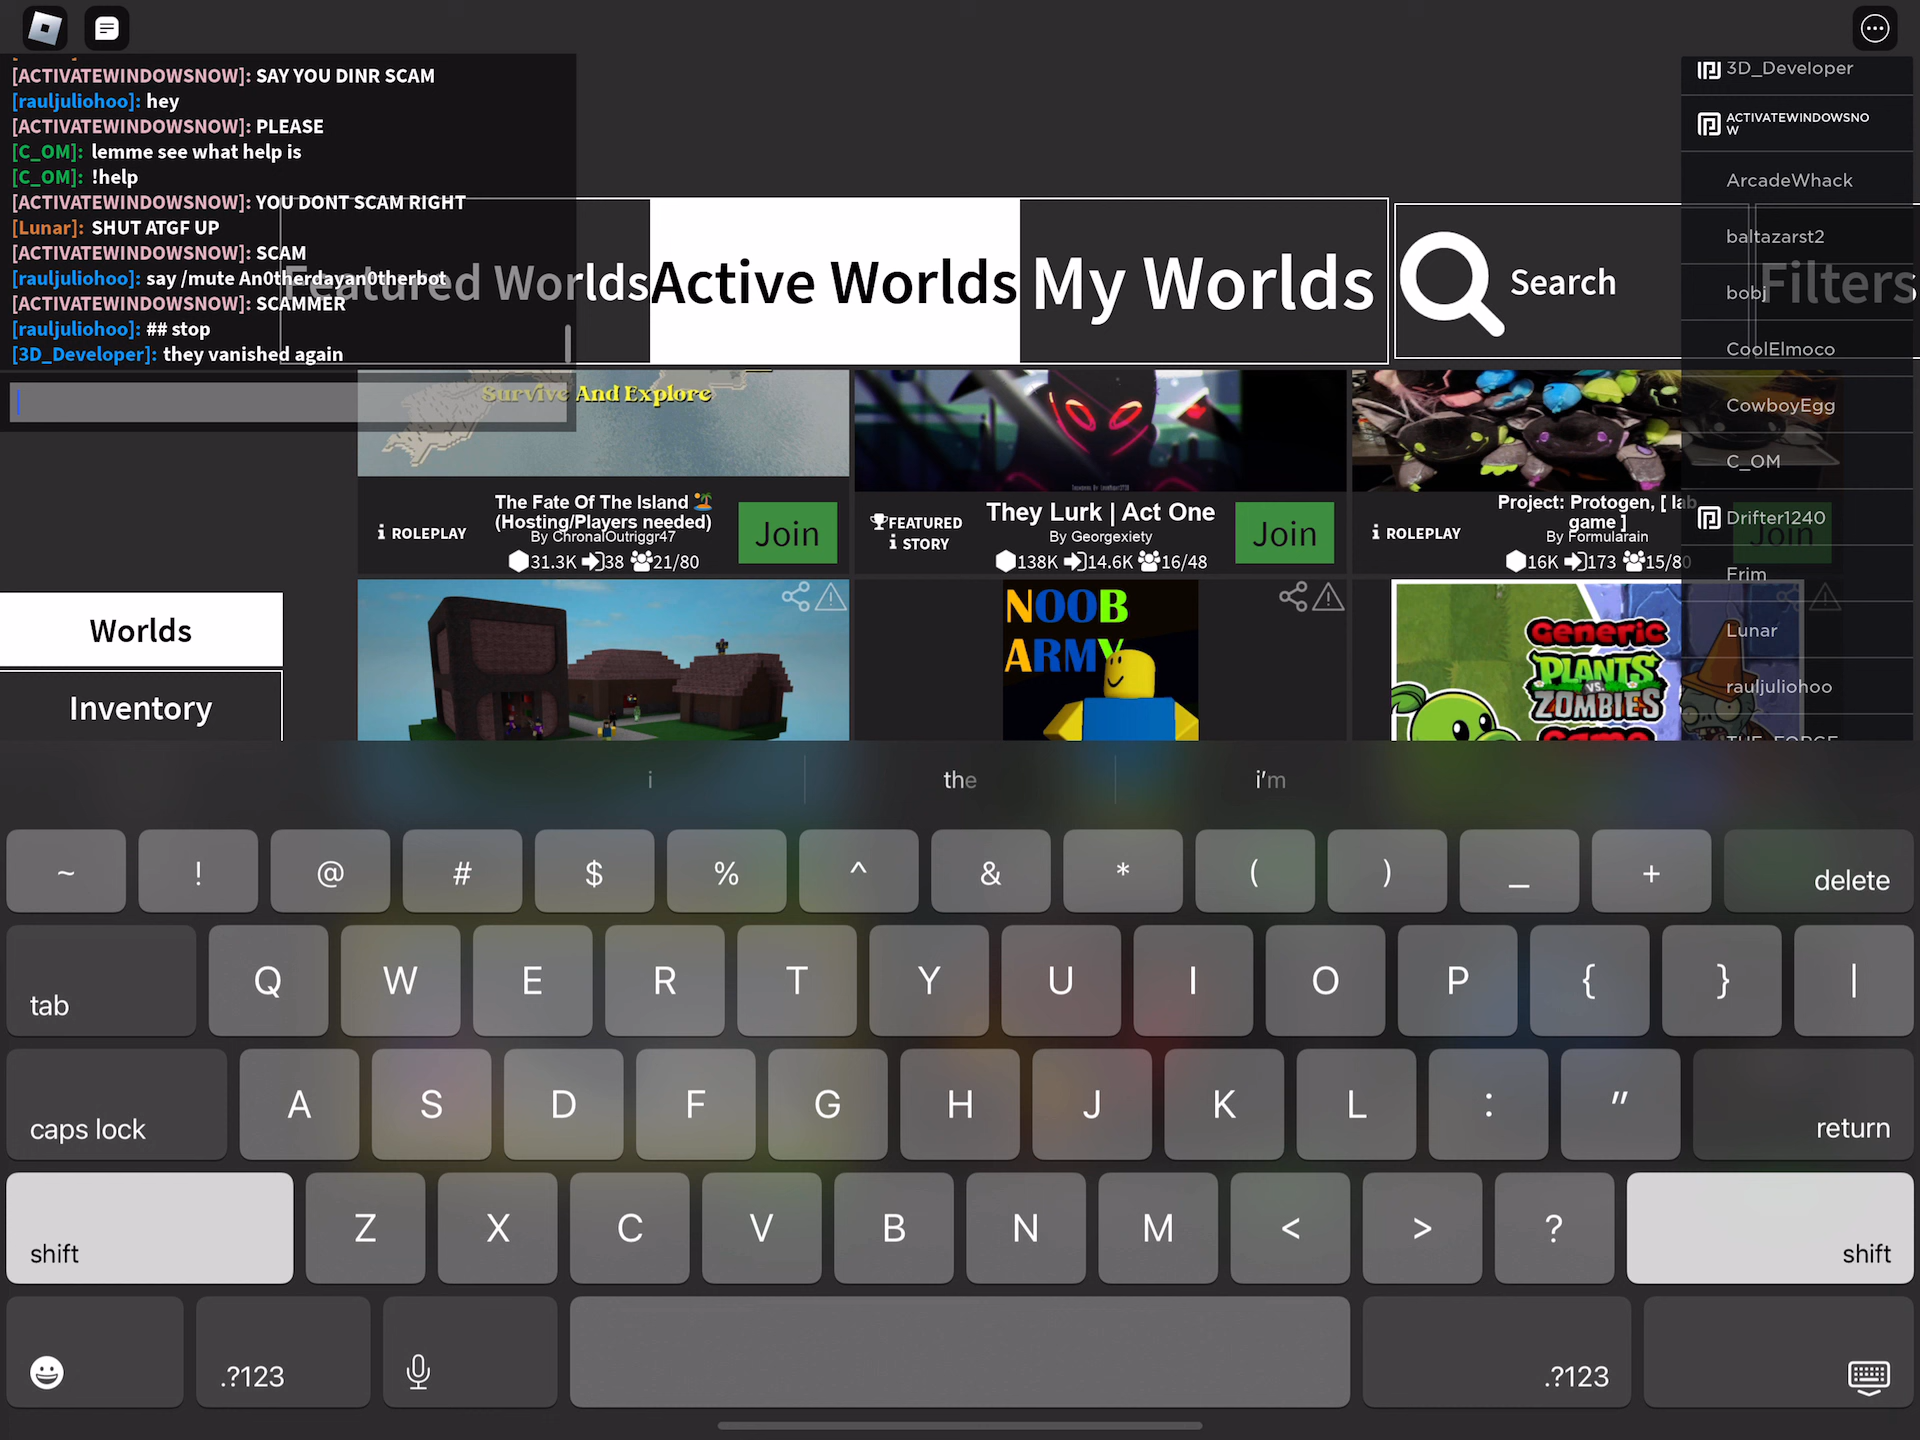 [ACTIVATEWINDOWSNOW]: SAY YOU DINR SCAM
[rauljuliohoo]: hey
[ACTIVATEWINDOWSNOW]: PLEASE
[C_OM]: lemme see what help is
[C_OM]: !help
[ACTIVATEWINDOWSNOW]: YOU DONT SCAM RIGHT
[Lunar]: SHUT ATGF UP
[ACTIVATEWINDOWSNOW]: SCAM
[rauljuliohoo]: say /mute An0therdayan0therbot
[ACTIVATEWINDOWSNOW]: SCAMMER
[rauljuliohoo]: ## stop
[3D_Developer]: they vanished again
Featured Worlds
Active Worlds
My Worlds
Search
Filters
3D_Developer
ACTIVATEWINDOWSNO
W
ArcadeWhack
baltazarst2
bobj
CoolElmoco
CowboyEgg
C_OM
Drifter1240
Frim
Lunar
rauljuliohoo
THE_FORCE
Survive And Explore
The Fate Of The Island 🏝️
(Hosting/Players needed)
By ChronalOutriggr47
ROLEPLAY
31.3K 38 21/80
Join
FEATURED
STORY
They Lurk | Act One
By Georgexiety
138K 14.6K 16/48
Join
ROLEPLAY
Project: Protogen, [ lab
game ]
By Formularain
16K 173 15/80
Join
Worlds
Inventory
NOOB
ARMY
Generic
PLANTS
VS.
ZOMBIES
Game
i the i'm
~ ! @ # $ % ^ & * ( ) _ + delete
tab Q W E R T Y U I O P { } |
caps lock A S D F G H J K L : " return
shift Z X C V B N M < > ? shift
.?123 .?123